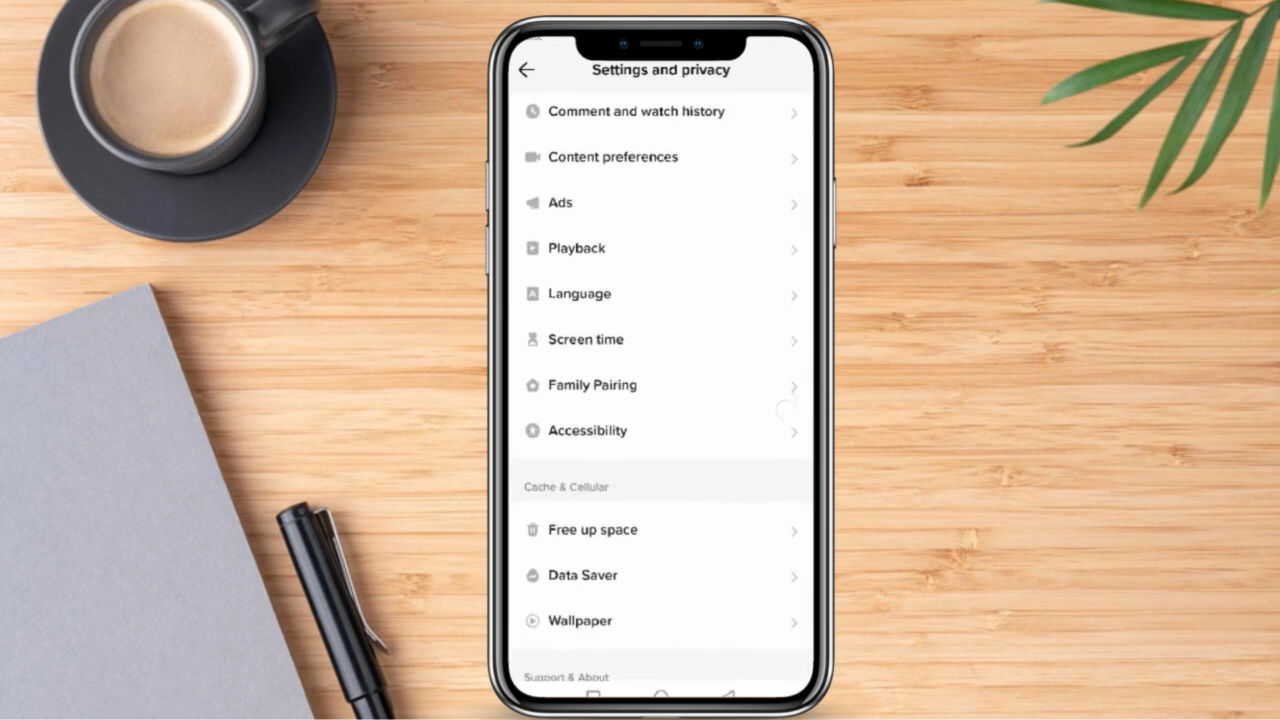 Settings and privacy
Comment and watch history
Content preferences
Ads
Playback
Language
Screen time
Family Pairing
Accessibility
Cache & Cellular
Free up space
Data Saver
Wallpaper
Support & About